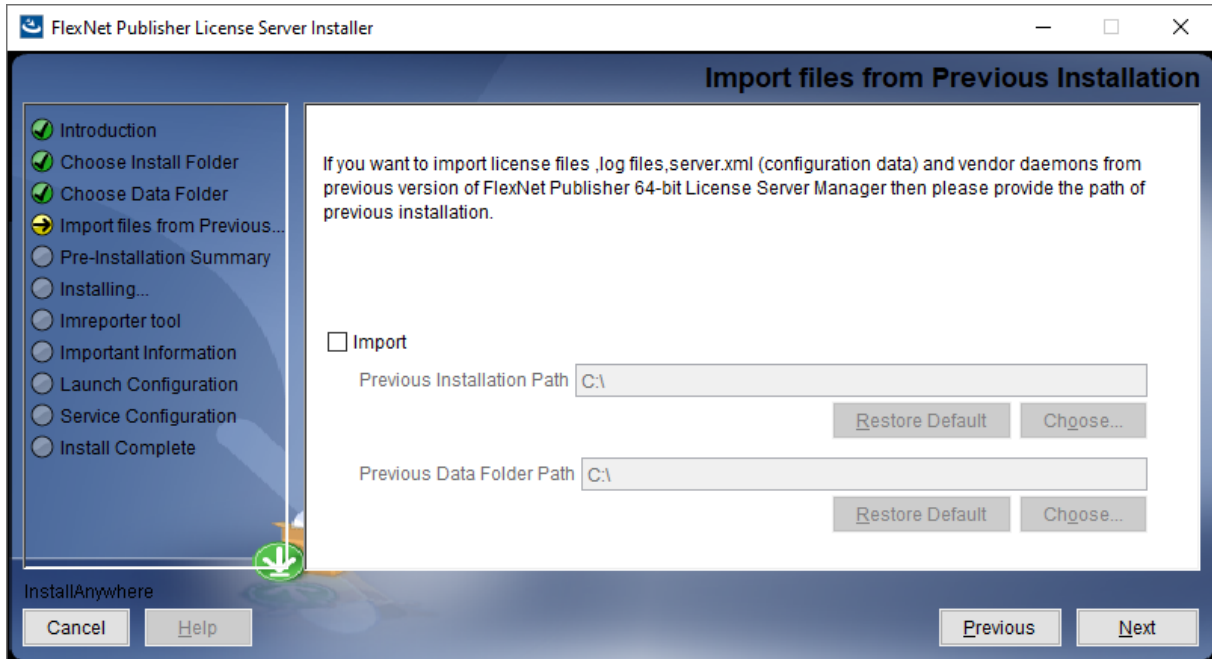 FlexNet Publisher License Server Installer
Import files from Previous Installation
Introduction
Choose Install Folder
Choose Data Folder
Import files from Previous...
Pre-Installation Summary
Installing...
lmreporter tool
Important Information
Launch Configuration
Service Configuration
Install Complete
If you want to import license files ,log files,server.xml (configuration data) and vendor daemons from
previous version of FlexNet Publisher 64-bit License Server Manager then please provide the path of
previous installation.
Import
Previous Installation Path C:\
Restore Default Choose...
Previous Data Folder Path C:\
Restore Default Choose...
InstallAnywhere
Cancel Help Previous Next